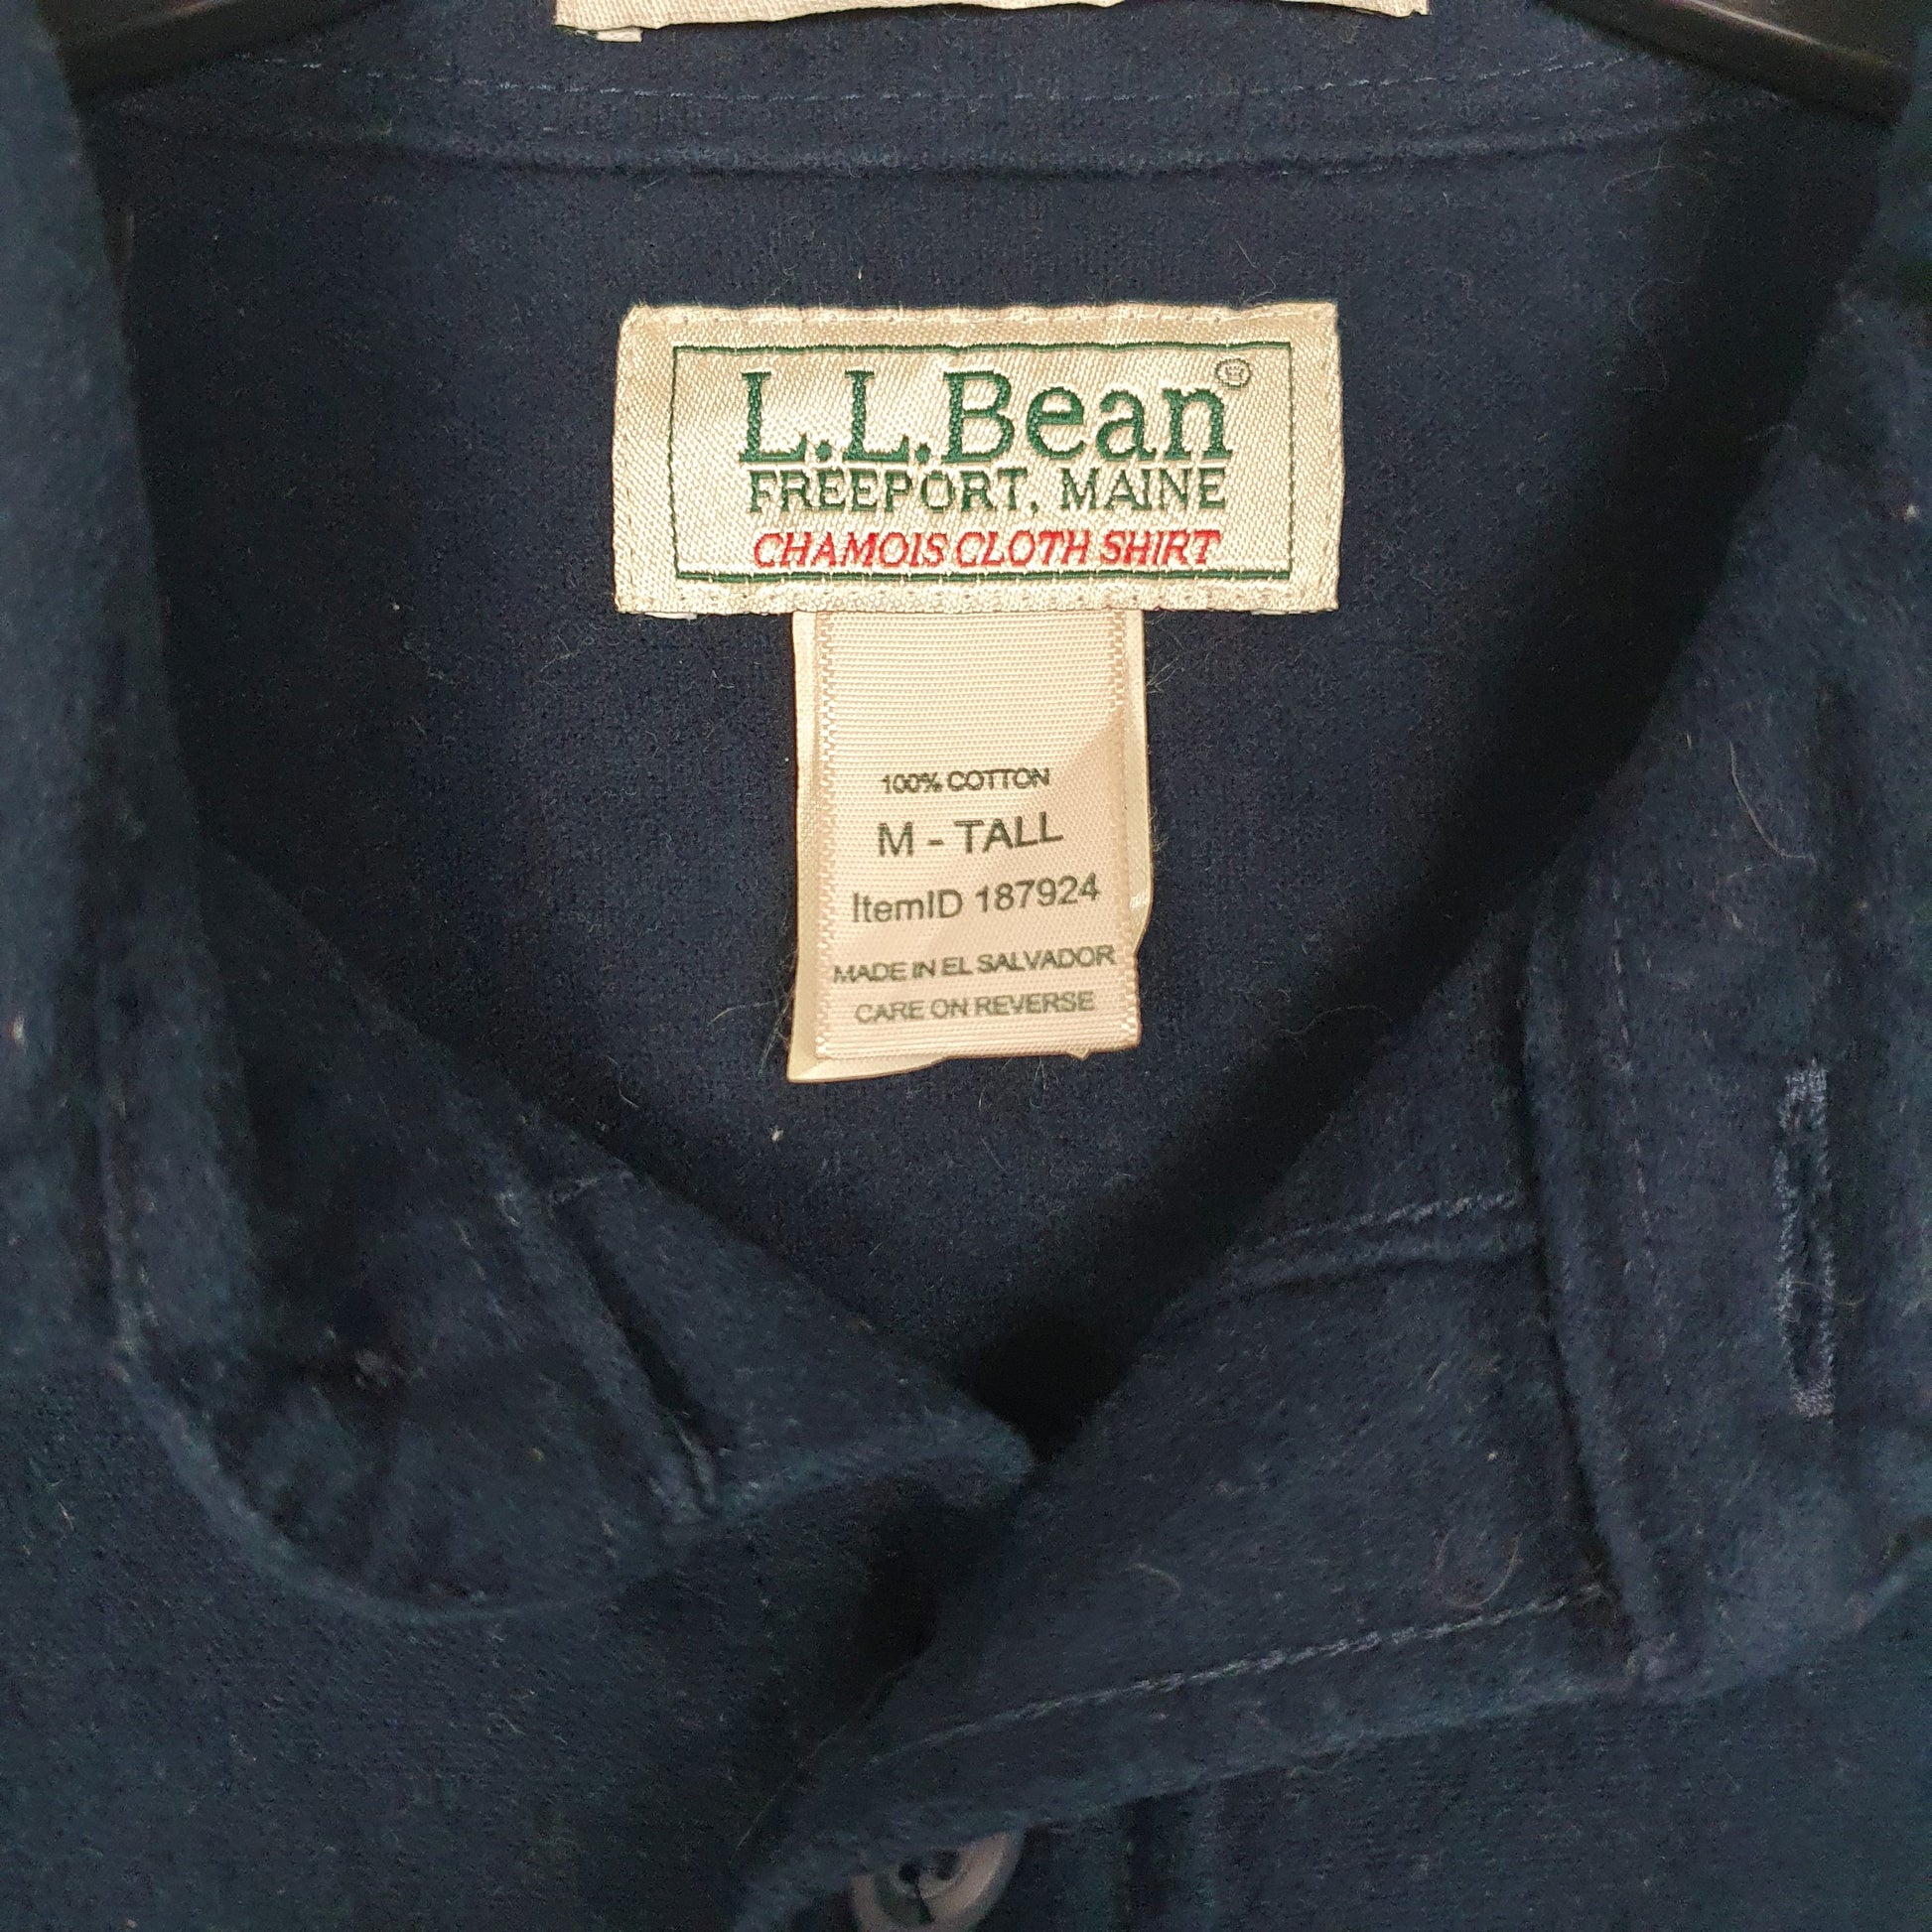 L.L.Bean®
FREEPORT, MAINE
CHAMOIS CLOTH SHIRT
100% COTTON
M - TALL
ItemID 187924
MADE IN EL SALVADOR
CARE ON REVERSE